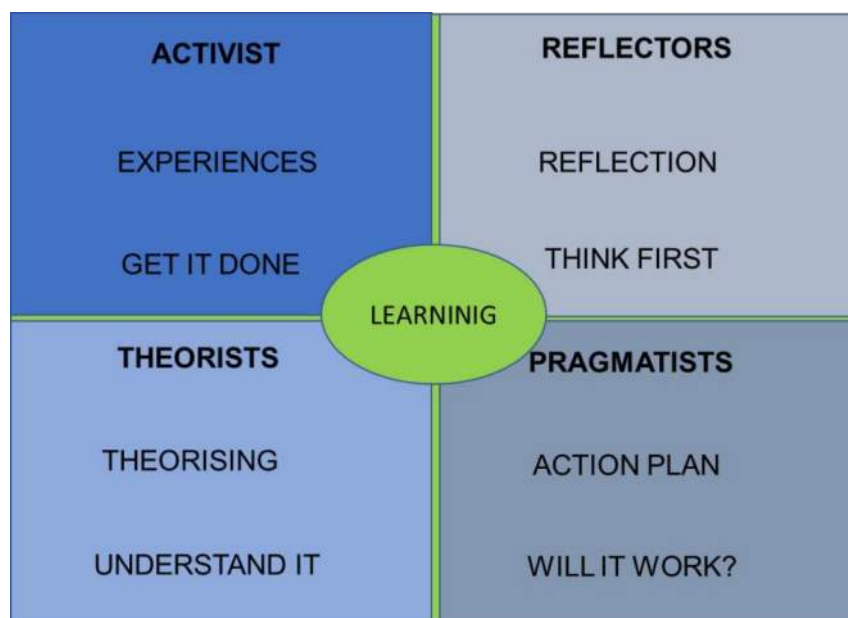 ACTIVIST
EXPERIENCES
GET IT DONE
REFLECTORS
REFLECTION
THINK FIRST
LEARNINIG
THEORISTS
THEORISING
UNDERSTAND IT
PRAGMATISTS
ACTION PLAN
WILL IT WORK?